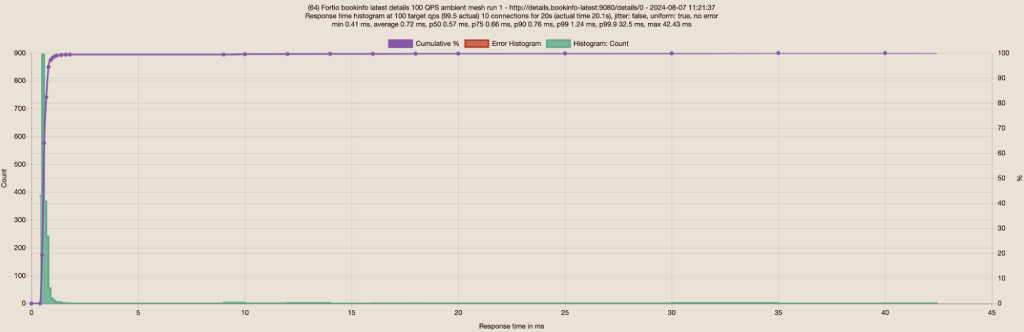 (64) Fortio bookinfo latest details 100 QPS ambient mesh run 1 - http://details.bookinfo-latest:9080/details/0 - 2024-08-07 11:21:37
Response time histogram at 100 target qps (99.5 actual) 10 connections for 20s (actual time 20.1s), jitter: false, uniform: true, no error
min 0.41 ms, average 0.72 ms, p50 0.57 ms, p75 0.66 ms, p90 0.76 ms, p99 1.24 ms, p99.9 32.5 ms, max 42.43 ms
Cumulative % Error Histogram Histogram: Count
900 100
800 90
700 80
600 70
500 60
400 50
300 40
200 30
100 20
0 10
0
Count
%
0 5 10 15 20 25 30 35 40 45
Response time in ms